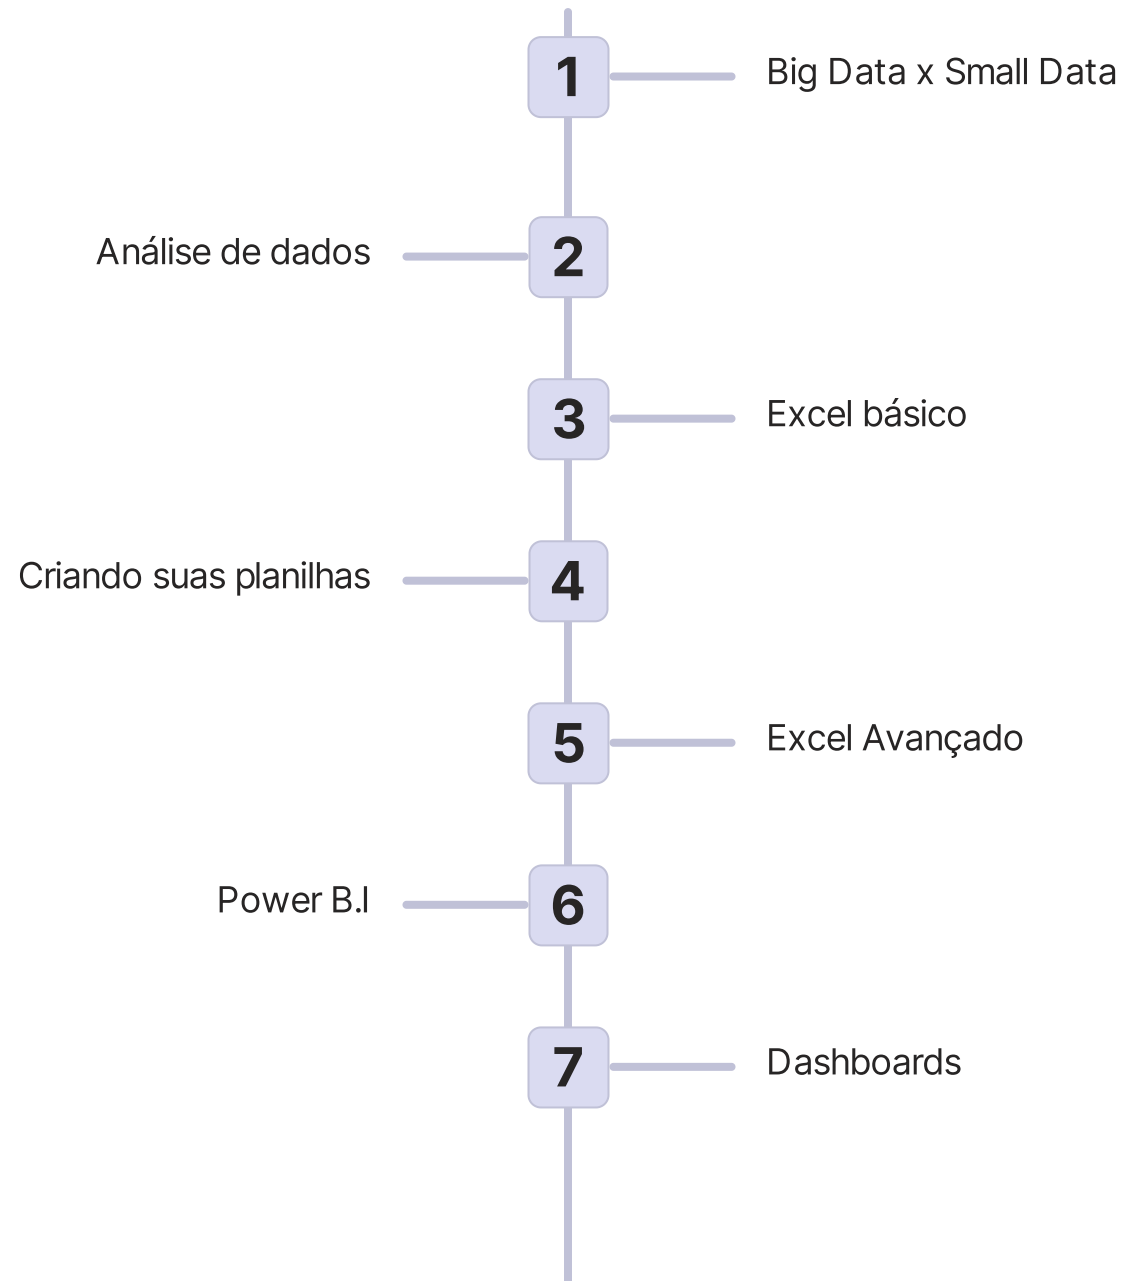 1
Big Data x Small Data
Análise de dados
2
3
Excel básico
Criando suas planilhas
4
5
Excel Avançado
Power B.I
6
7
Dashboards